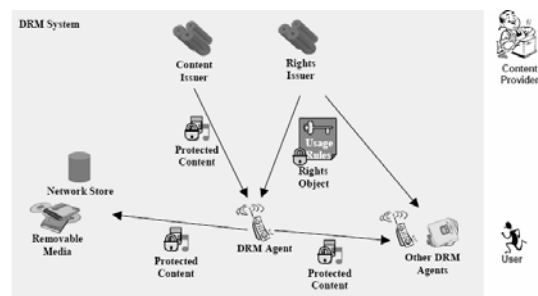 DRM System
Content
Issuer
Rights
Issuer
Content
Provider
Protected
Content
Usage
Rules
Rights
Object
Network Store
Removable
Media
DRM Agent
Protected
Content
Protected
Content
Other DRM
Agents
User